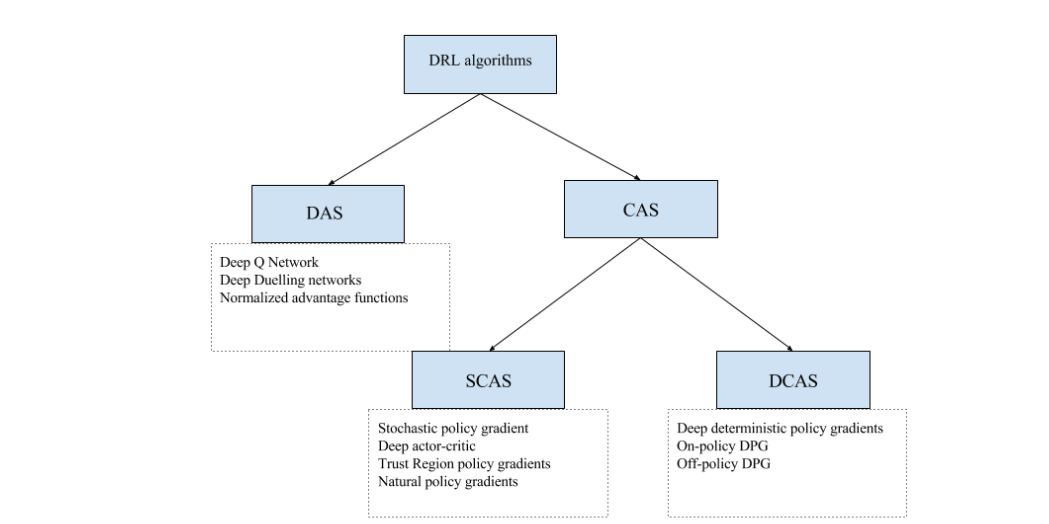 DRL algorithms
DAS
CAS
Deep Q Network
Deep Duelling networks
Normalized advantage functions
SCAS
DCAS
Stochastic policy gradient
Deep actor-critic
Trust Region policy gradients
Natural policy gradients
Deep deterministic policy gradients
On-policy DPG
Off-policy DPG